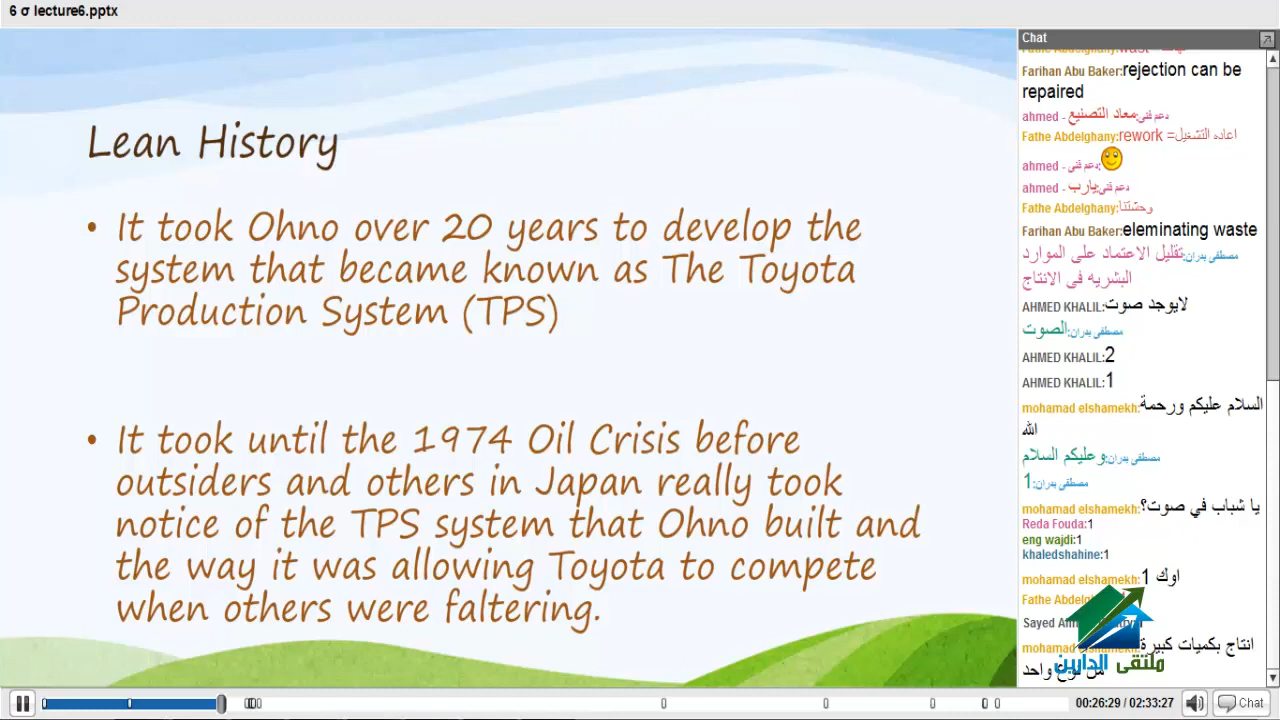 6 σ lecture6.pptx
Lean History
• It took Ohno over 20 years to develop the
system that became known as The Toyota
Production System (TPS)
• It took until the 1974 Oil Crisis before
outsiders and others in Japan really took
notice of the TPS system that Ohno built and
the way it was allowing Toyota to compete
when others were faltering.
Chat
Farihan Abu Baker:rejection can be
repaired
ahmed - دعم فنى:معاد التصنيع
Fathe Abdelghany:rework =اعاده التشغيل
ahmed - دعم فنى:
ahmed - دعم فنى:يارب
Fathe Abdelghany:وحشتنا
Farihan Abu Baker:eleminating waste
مصطفى بدران:تقليل الاعتماد على الموارد
البشريه فى الانتاج
AHMED KHALIL:لايوجد صوت
مصطفى بدران:الصوت
AHMED KHALIL:2
AHMED KHALIL:1
mohamad elshamekh:السلام عليكم ورحمة
الله
مصطفى بدران:وعليكم السلام
مصطفى بدران:1
mohamad elshamekh:يا شباب في صوت؟
Reda Fouda:1
eng wajdi:1
khaledshahine:1
mohamad elshamekh:اوك 1
انتاج بكميات كبيرة
من نوع واحد
ملتقى الدارين
00:26:29 / 02:33:27
Chat